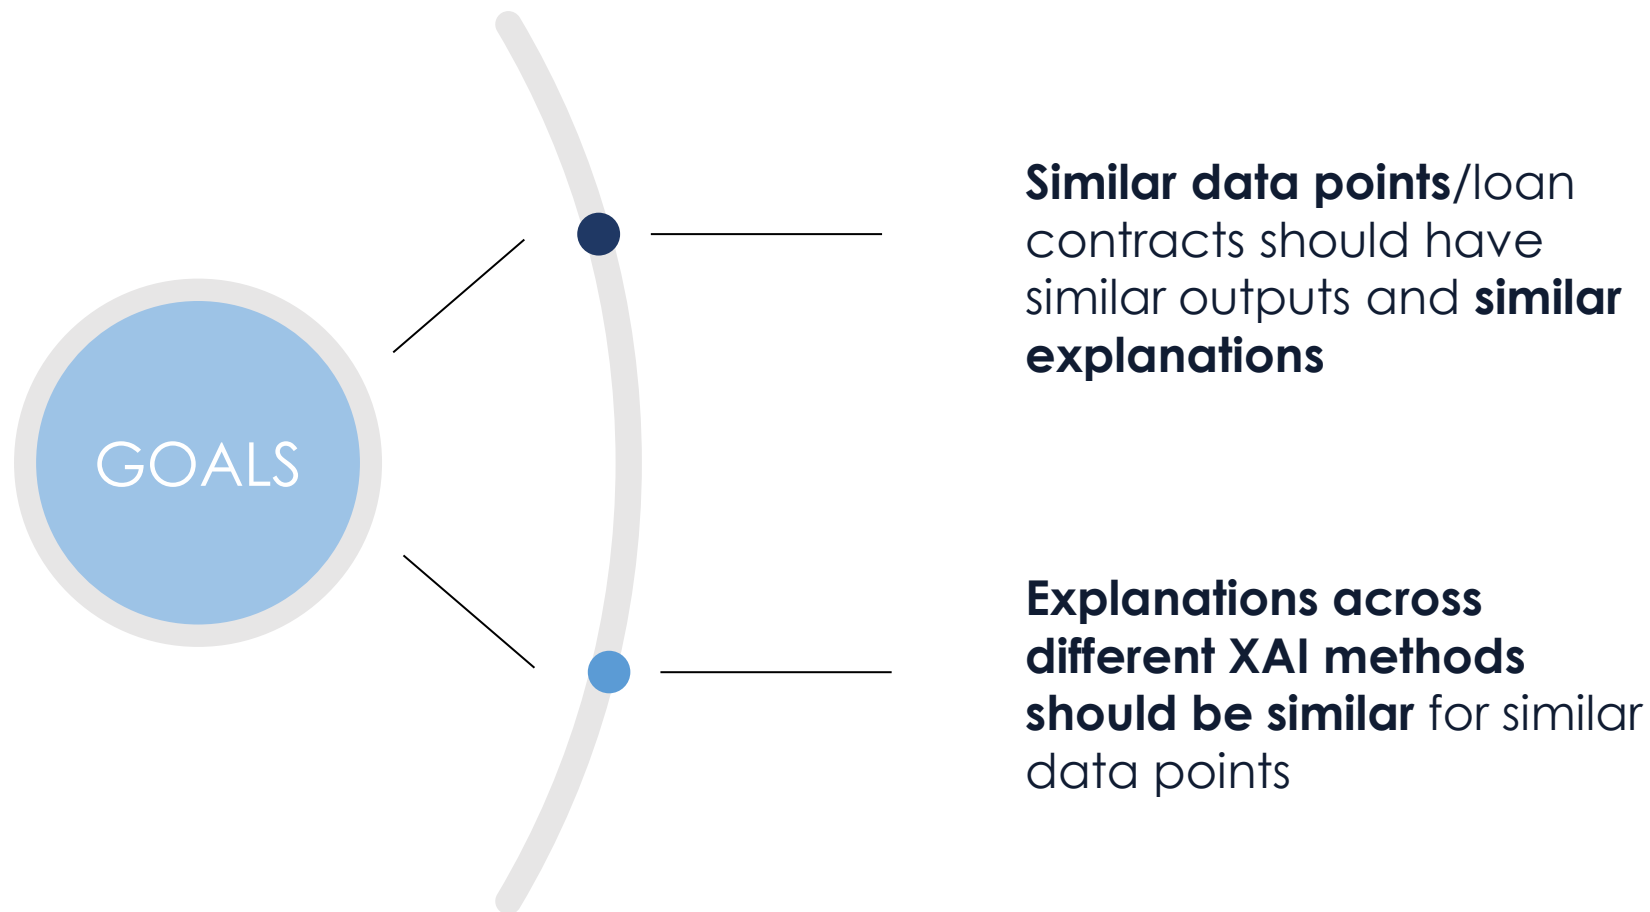 GOALS
Similar data points/loan
contracts should have
similar outputs and similar
explanations
Explanations across
different XAI methods
should be similar for similar
data points